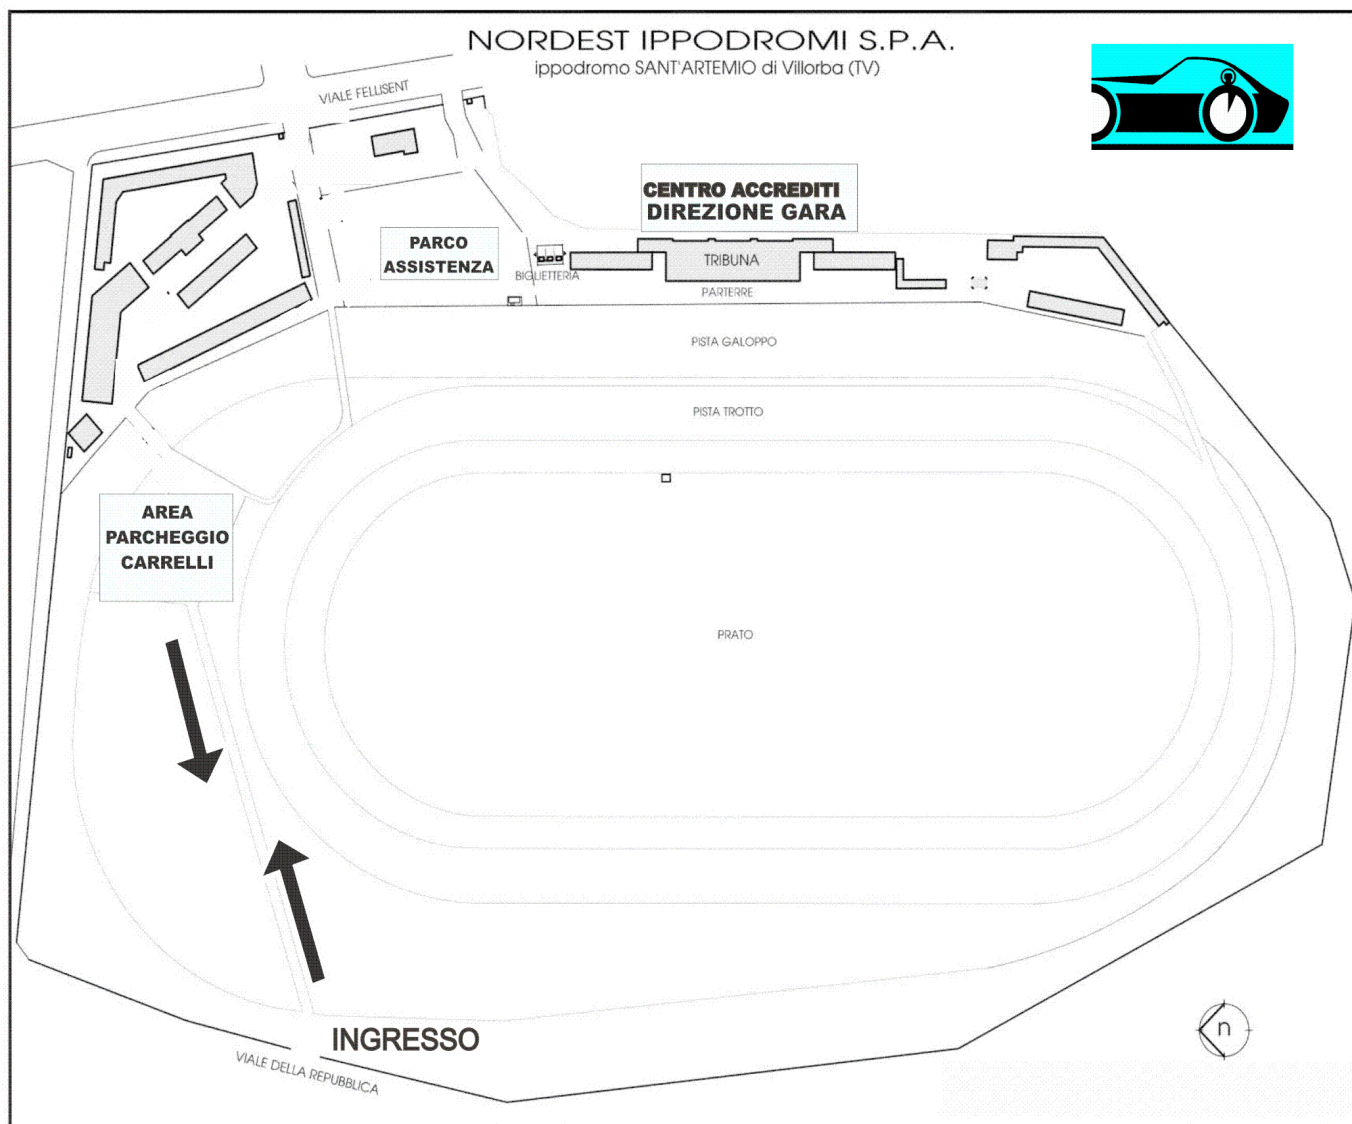 NORDEST IPPODROMI S.P.A.
ippodromo SANT'ARTEMIO di Villorba (TV)
VIALE FELLISENT
CENTRO ACCREDITI
DIREZIONE GARA
PARCO
ASSISTENZA
BIGLIETTERIA
TRIBUNA
PARTERRE
PISTA GALOPPO
PISTA TROTTO
AREA
PARCHEGGIO
CARRELLI
PRATO
INGRESSO
VIALE DELLA REPUBBLICA
n